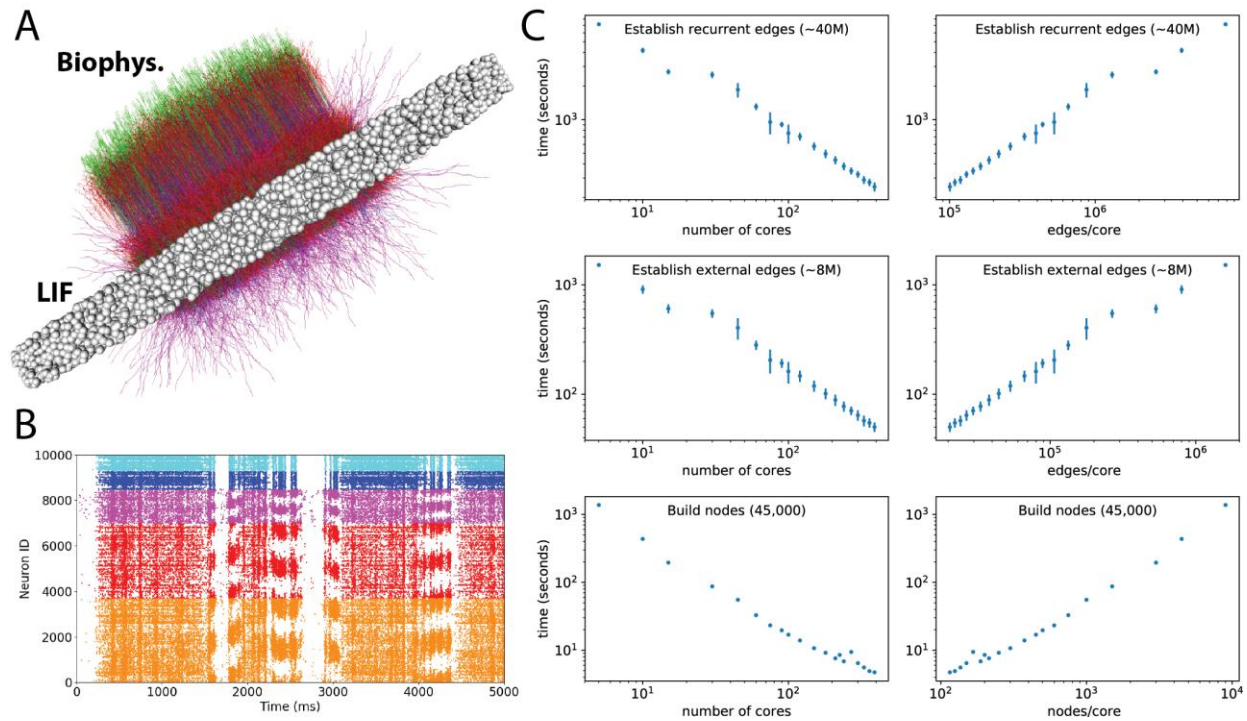 A
Biophys.
LIF
B
10000
8000
6000
4000
2000
0
Neuron ID
0 1000 2000 3000 4000 5000
Time (ms)
C
Establish recurrent edges (~40M)
time (seconds)
10³
10¹ 10²
number of cores
Establish recurrent edges (~40M)
10³
10⁵ 10⁶
edges/core
Establish external edges (~8M)
time (seconds)
10³
10²
10¹ 10²
number of cores
Establish external edges (~8M)
10³
10²
10⁵ 10⁶
edges/core
Build nodes (45,000)
time (seconds)
10³
10²
10¹
10¹ 10²
number of cores
Build nodes (45,000)
10³
10²
10¹
10² 10³ 10⁴
nodes/core